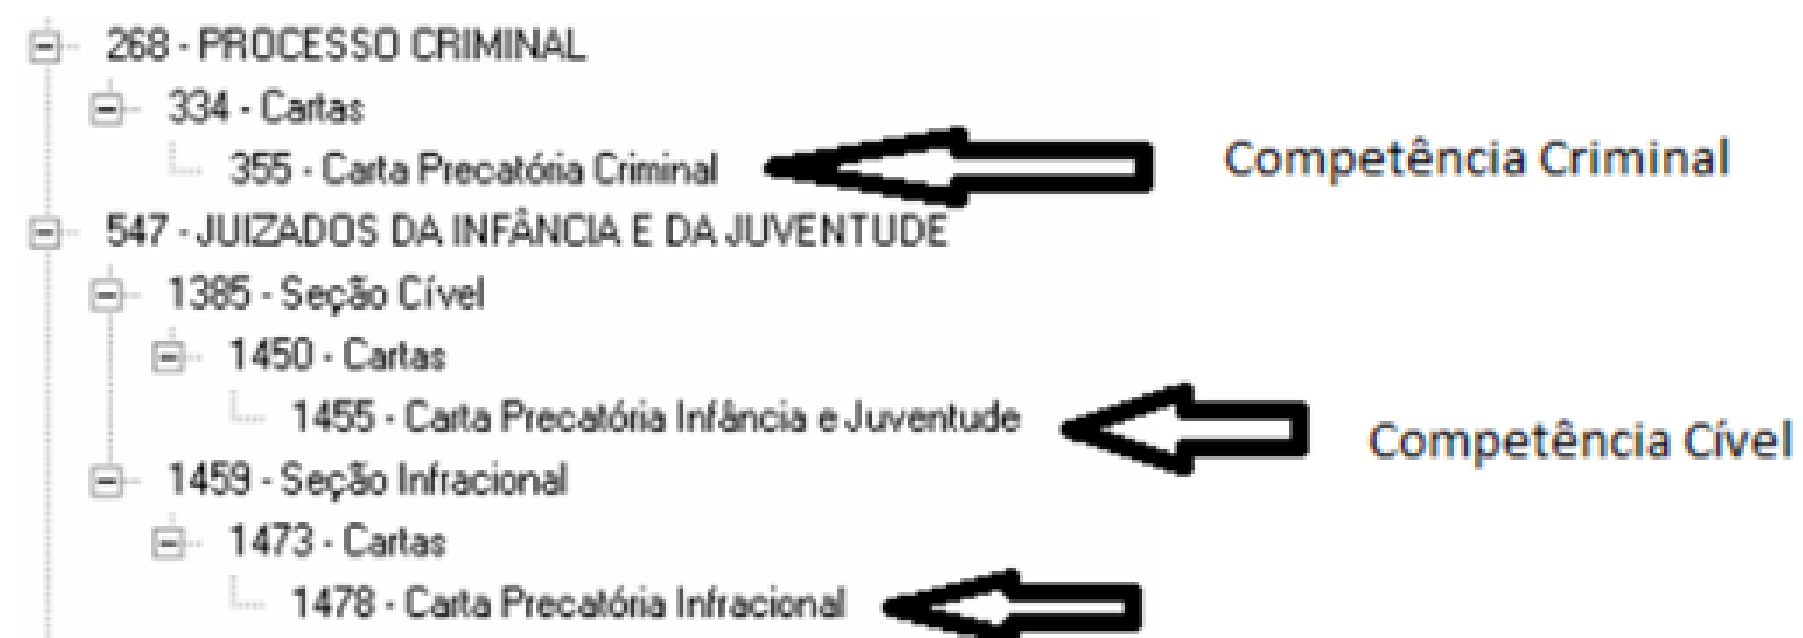 268 - PROCESSO CRIMINAL
334 - Cartas
355 - Carta Precatória Criminal
Competência Criminal
547 - JUIZADOS DA INFÂNCIA E DA JUVENTUDE
1385 - Seção Cível
1450 - Cartas
1455 - Carta Precatória Infância e Juventude
Competência Cível
1459 - Seção Infracional
1473 - Cartas
1478 - Carta Precatória Infracional